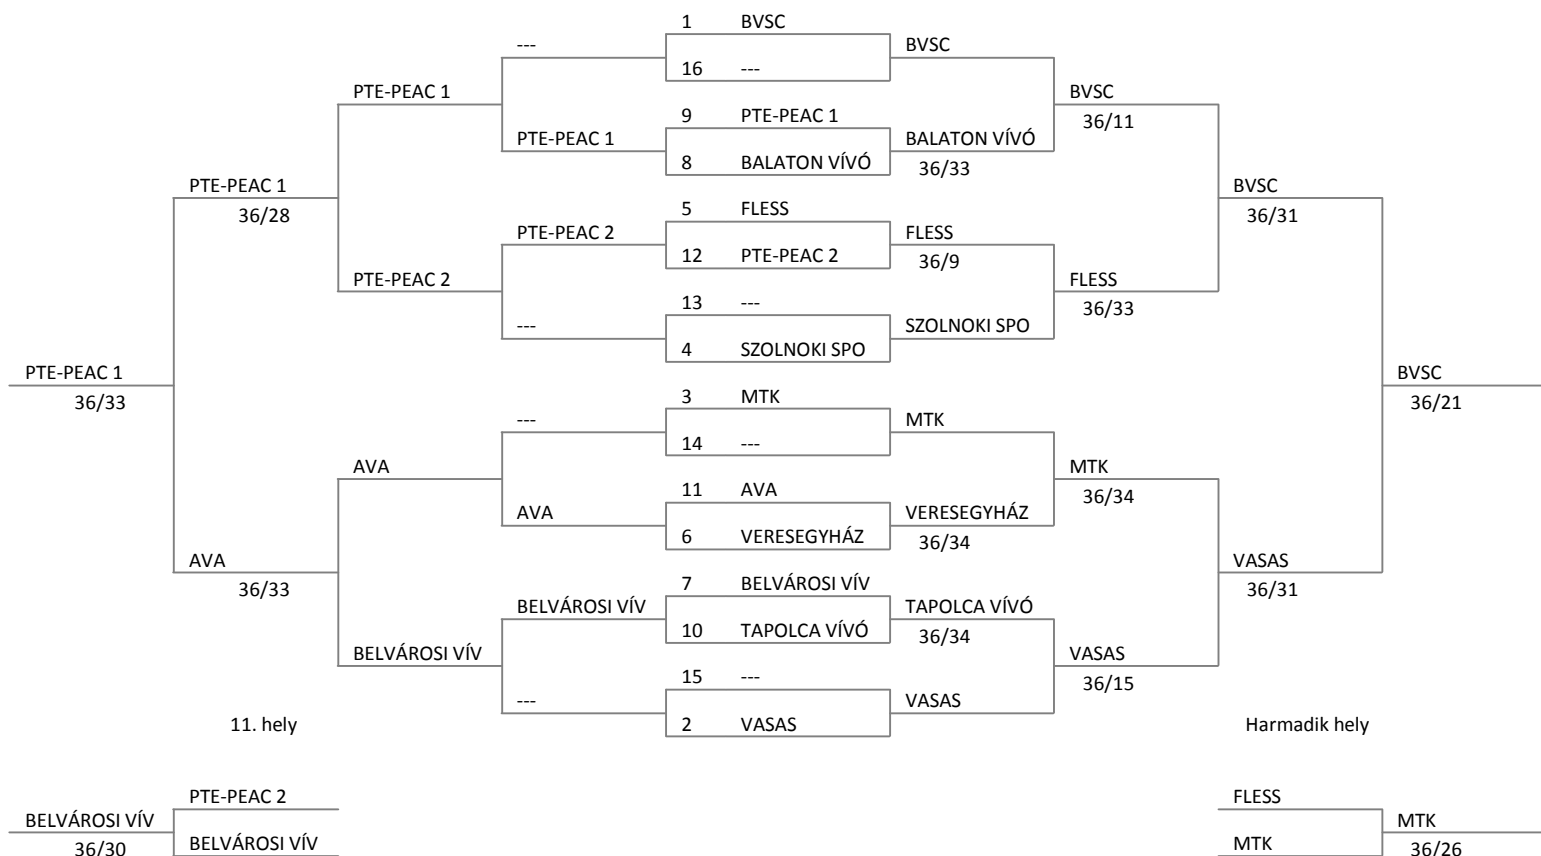 1 BVSC
--- BVSC
16 ---
PTE-PEAC 1 BVSC
9 PTE-PEAC 1 36/11
PTE-PEAC 1 BALATON VÍVÓ
8 BALATON VÍVÓ 36/33
PTE-PEAC 1 BVSC
36/28 5 FLESS 36/31
PTE-PEAC 2 FLESS
12 PTE-PEAC 2 36/9
PTE-PEAC 2 FLESS
13 --- 36/33
--- SZOLNOKI SPO
4 SZOLNOKI SPO
PTE-PEAC 1 BVSC
36/33 3 MTK 36/21
--- MTK
14 ---
AVA MTK
11 AVA 36/34
AVA VERESEGYHÁZ
6 VERESEGYHÁZ 36/34
AVA VASAS
36/33 7 BELVÁROSI VÍV 36/31
BELVÁROSI VÍV TAPOLCA VÍVÓ
10 TAPOLCA VÍVÓ 36/34
BELVÁROSI VÍV VASAS
15 --- 36/15
--- VASAS
11. hely 2 VASAS Harmadik hely
PTE-PEAC 2 FLESS
BELVÁROSI VÍV MTK
36/30 BELVÁROSI VÍV MTK 36/26